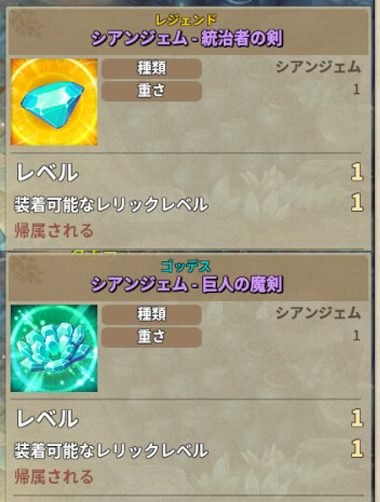 レジェンド
シアンジェム - 統治者の剣
種類 シアンジェム
重さ 1
レベル 1
装着可能なレリックレベル 1
帰属される
ゴッデス
シアンジェム - 巨人の魔剣
種類 シアンジェム
重さ 1
レベル 1
装着可能なレリックレベル 1
帰属される